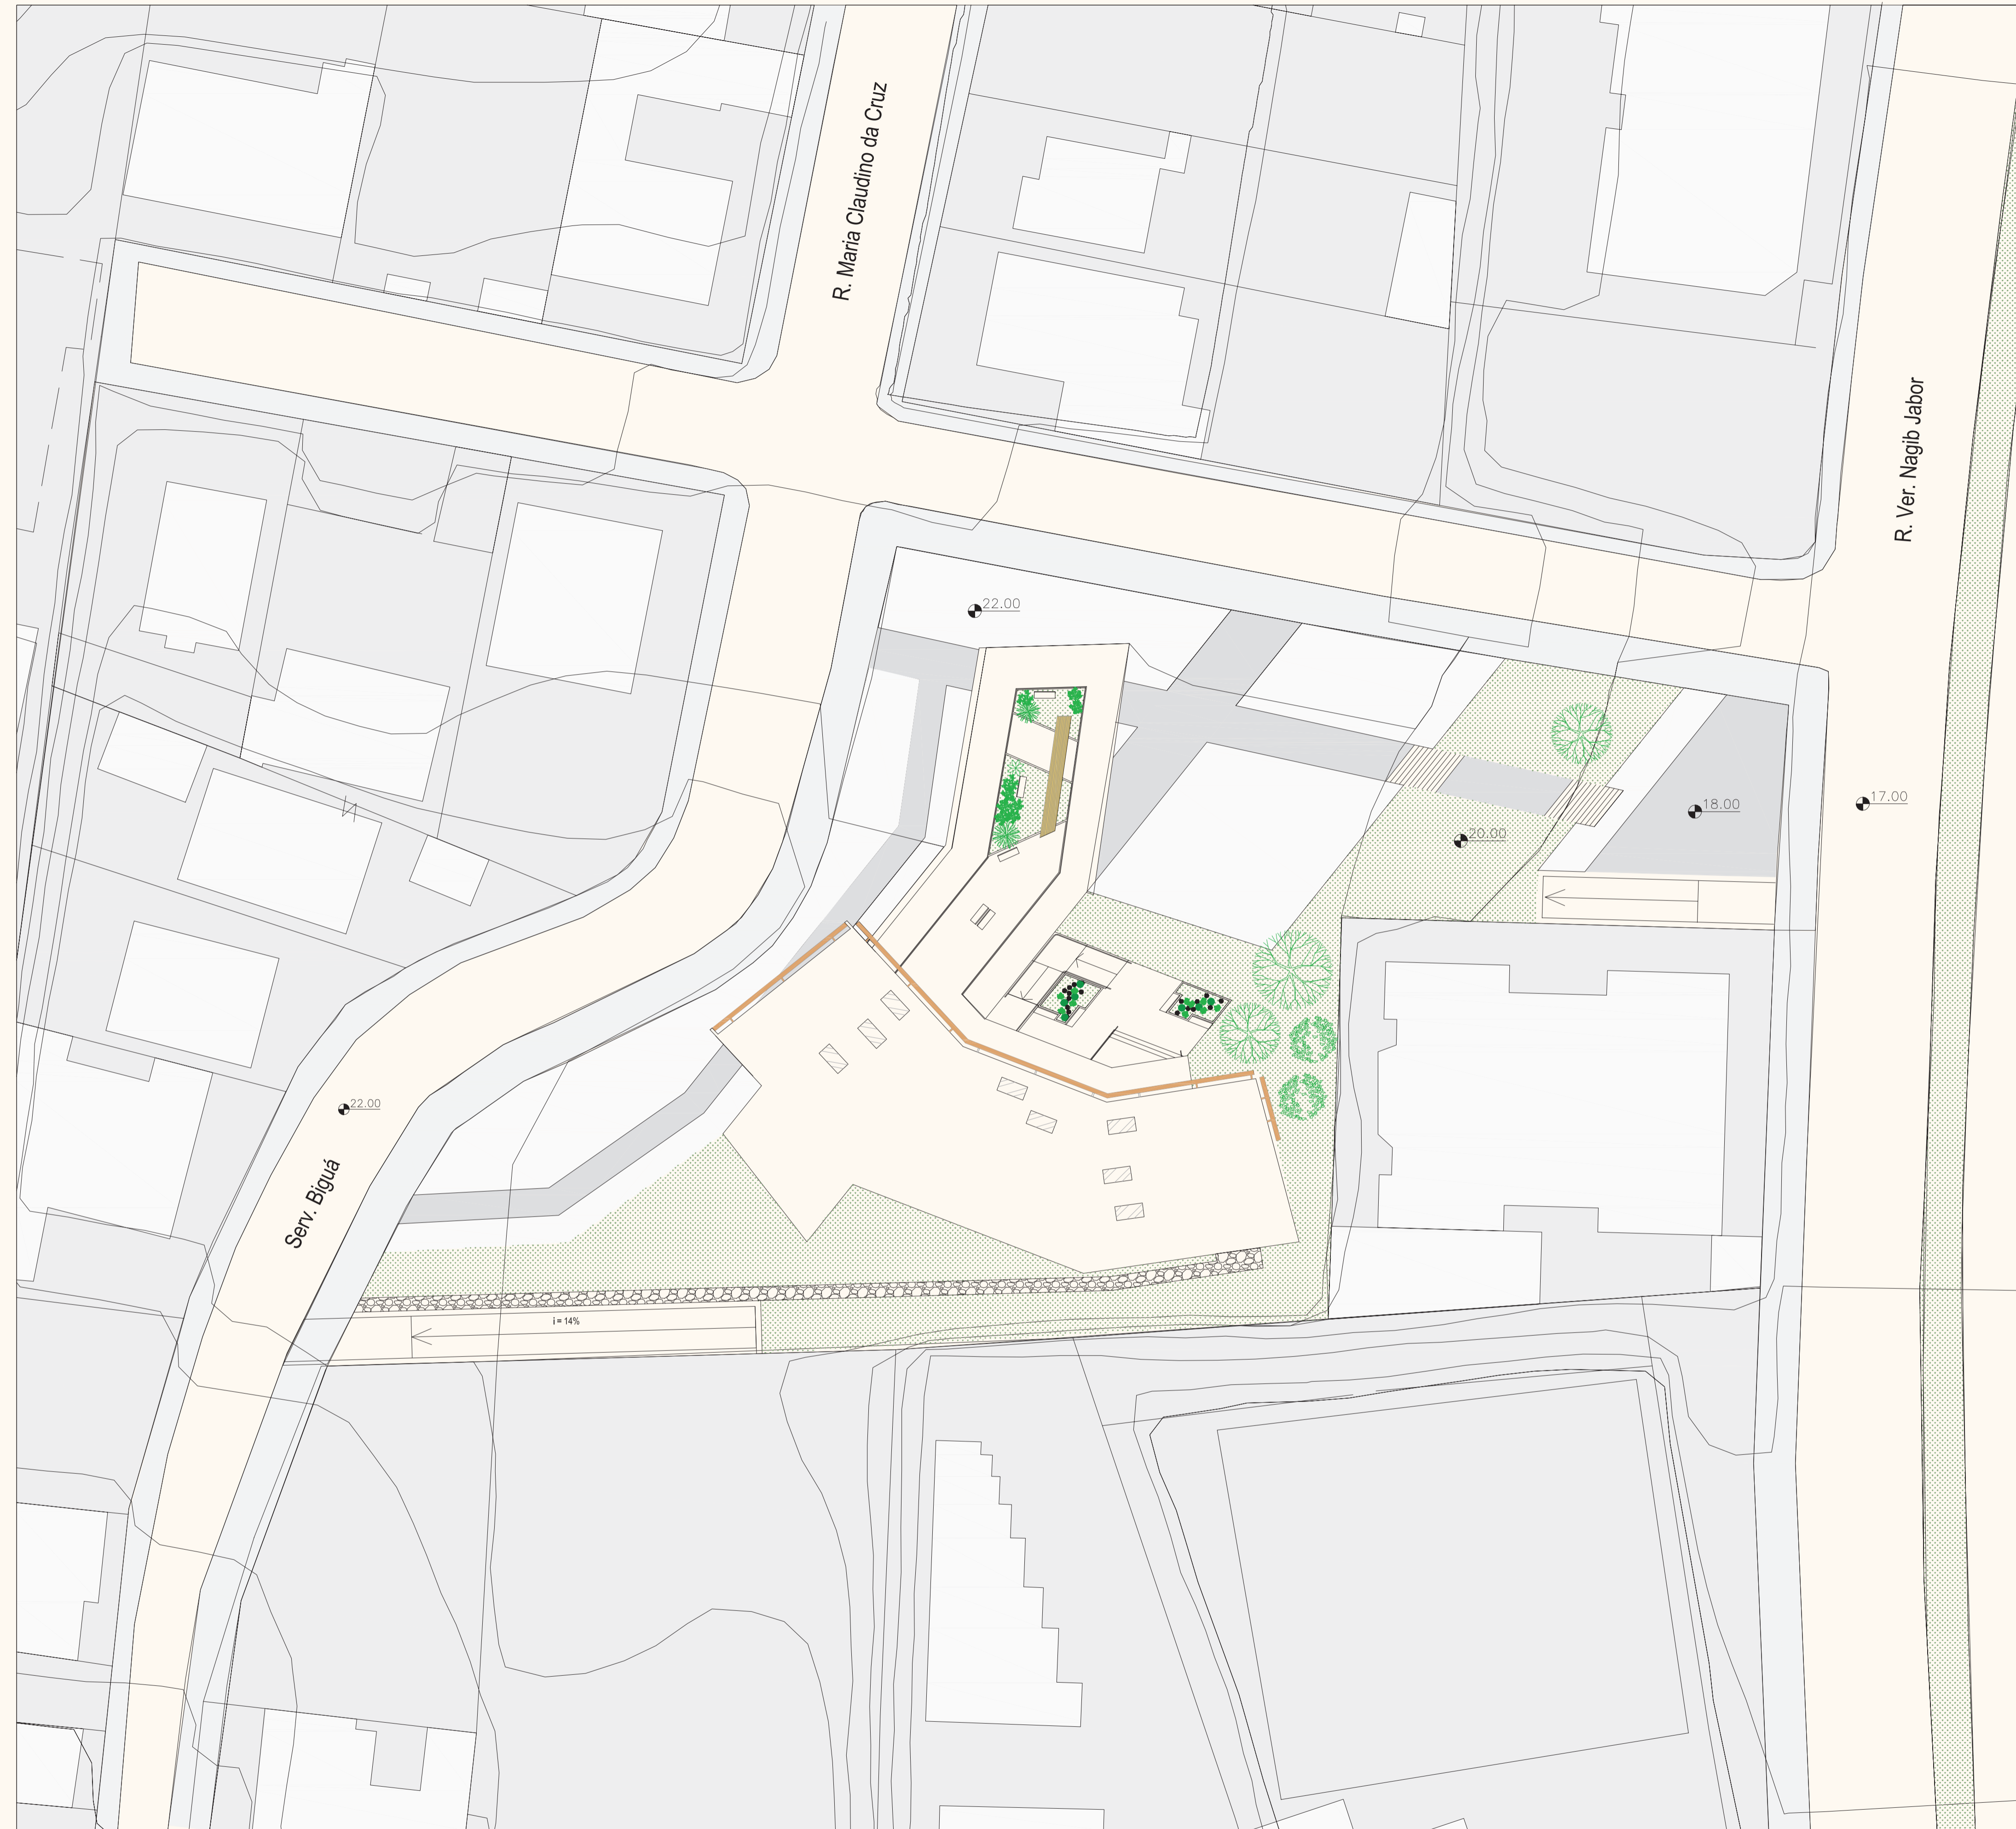 R. Maria Claudino da Cruz
R. Ver. Nagib Jabor
22.00
18.00
17.00
20.00
22.00
Serv. Biguá
i = 14%